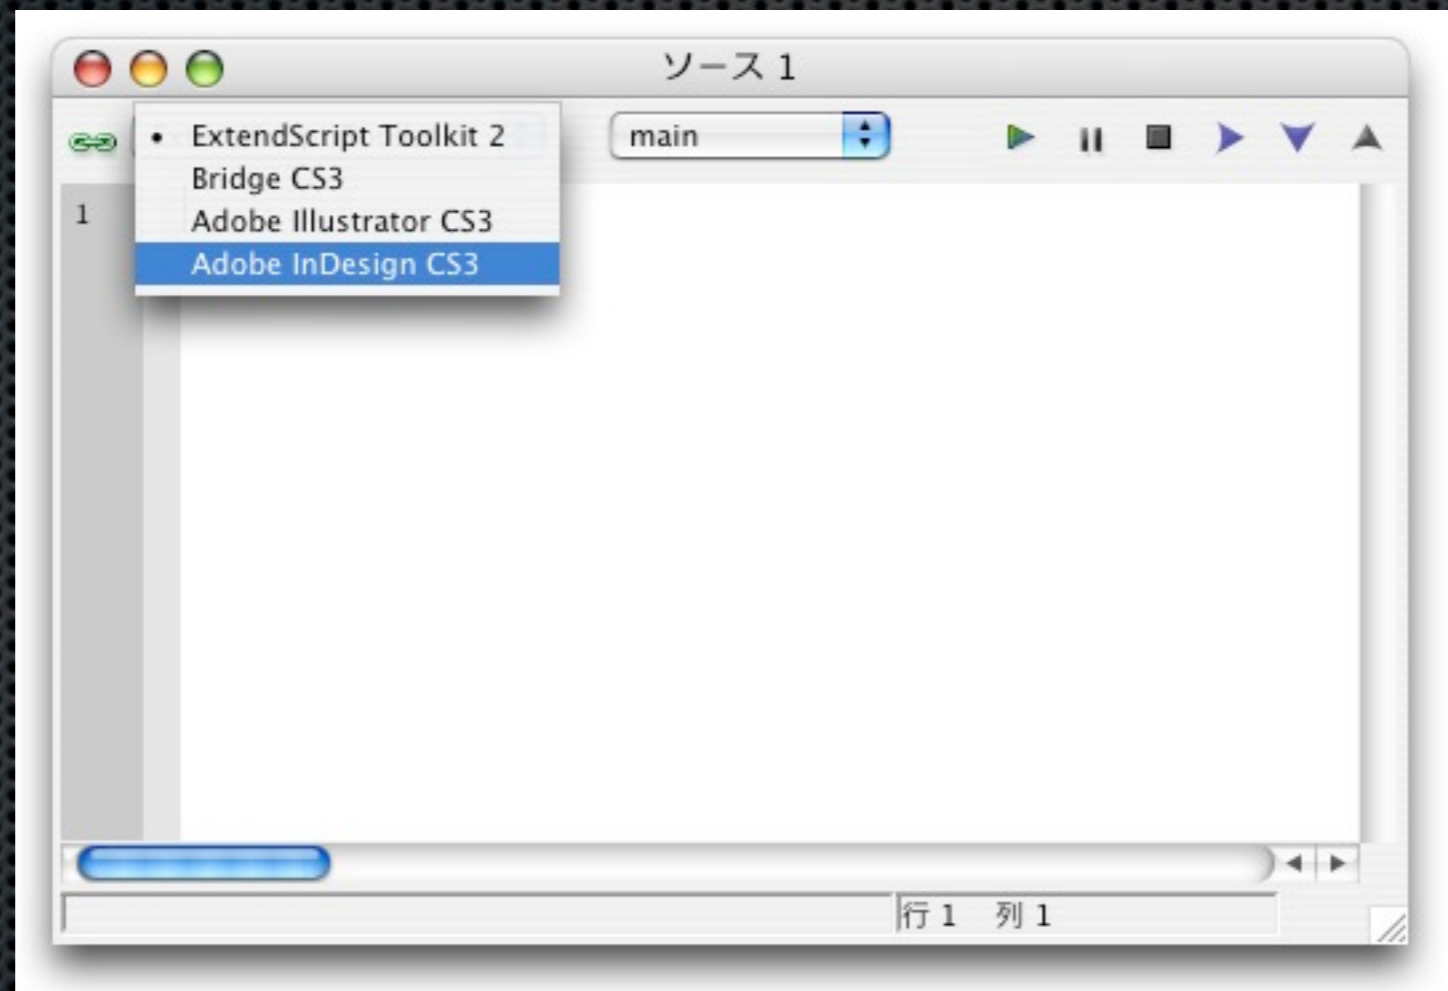 ソース 1
ExtendScript Toolkit 2
main
Bridge CS3
Adobe Illustrator CS3
Adobe InDesign CS3
1
行 1 列 1